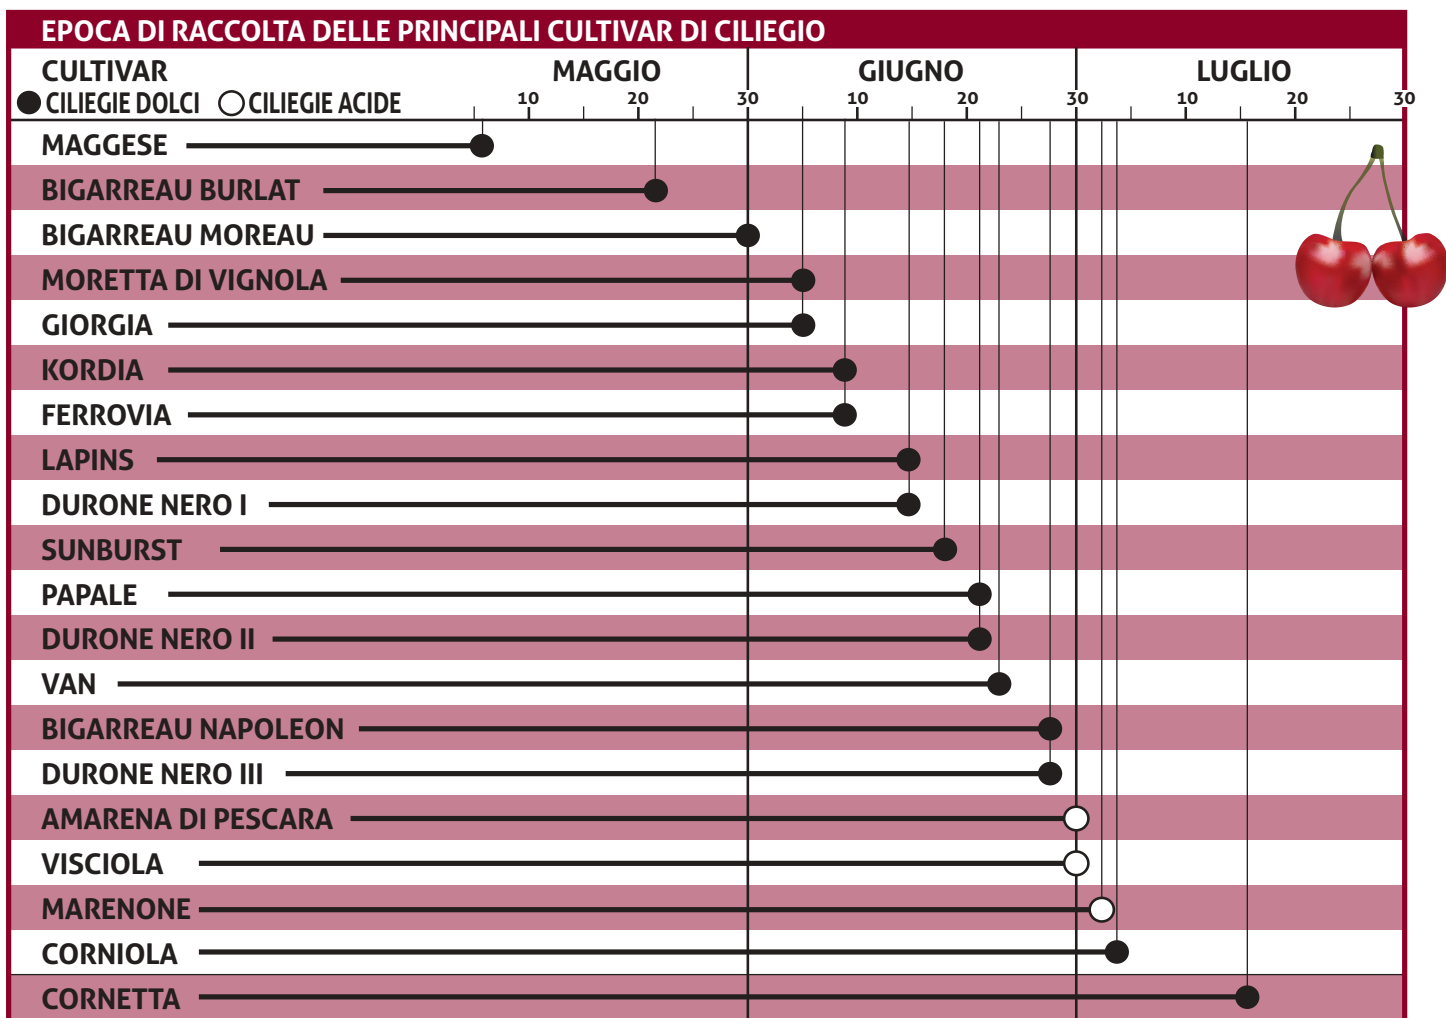 EPOCA DI RACCOLTA DELLE PRINCIPALI CULTIVAR DI CILIEGIO
CULTIVAR MAGGIO GIUGNO LUGLIO
CILIEGIE DOLCI CILIEGIE ACIDE 10 20 30 10 20 30 10 20 30
MAGGESE
BIGARREAU BURLAT
BIGARREAU MOREAU
MORETTA DI VIGNOLA
GIORGIA
KORDIA
FERROVIA
LAPINS
DURONE NERO I
SUNBURST
PAPALE
DURONE NERO II
VAN
BIGARREAU NAPOLEON
DURONE NERO III
AMARENA DI PESCARA
VISCIOLA
MARENONE
CORNIOLA
CORNETTA